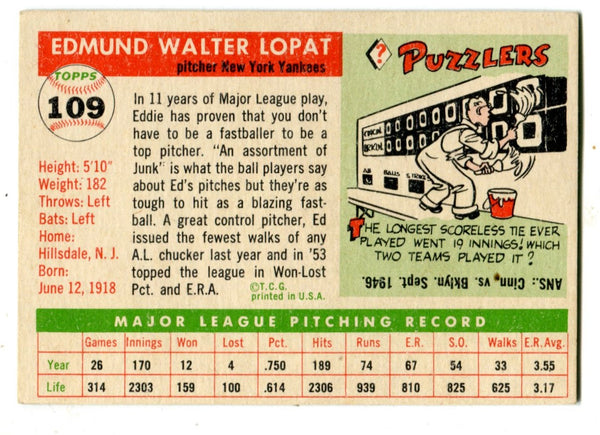 EDMUND WALTER LOPAT
pitcher New York Yankees
TOPPS
109
Height: 5'10"
Weight: 182
Throws: Left
Bats: Left
Home:
Hillsdale, N. J.
Born:
June 12, 1918
In 11 years of Major League play,
Eddie has proven that you don't
have to be a fastballer to be a
top pitcher. "An assortment of
Junk" is what the ball players say
about Ed's pitches but they're as
tough to hit as a blazing fast-
ball. A great control pitcher, Ed
issued the fewest walks of any
A.L. chucker last year and in '53
topped the league in Won-Lost
Pct. and E.R.A.
©T.C.G.
printed in U.S.A.
?
PUZZLERS
AB BALLS STRIKE
THE LONGEST SCORELESS TIE EVER
PLAYED WENT 19 INNINGS! WHICH
TWO TEAMS PLAYED IT?
ANS.: Cinn. vs. Bklyn. Sept. 1946.
MAJOR LEAGUE PITCHING RECORD
Games Innings Won Lost Pct. Hits Runs E.R. S.O. Walks E.R. Avg.
Year 26 170 12 4 .750 189 74 67 54 33 3.55
Life 314 2303 159 100 .614 2306 939 810 825 625 3.17